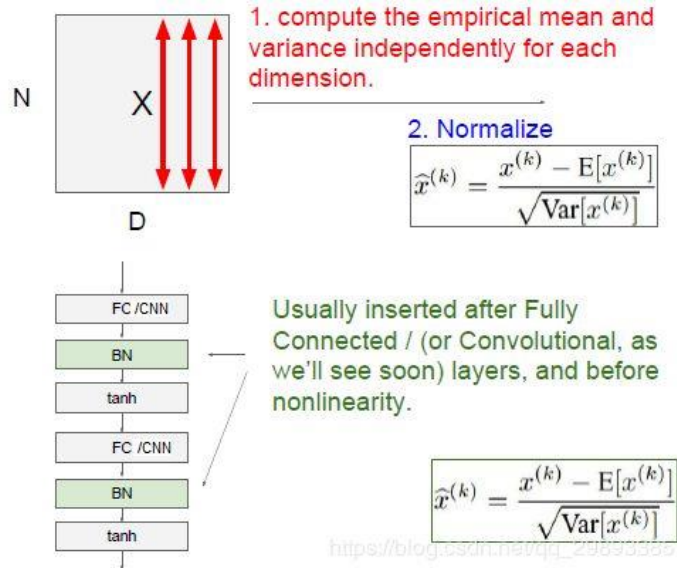 1. compute the empirical mean and
variance independently for each
dimension.
N
X
D
2. Normalize
x̂^(k) = (x^(k) − E[x^(k)]) / √Var[x^(k)]
FC /CNN
BN
tanh
FC /CNN
BN
tanh
Usually inserted after Fully
Connected / (or Convolutional, as
we'll see soon) layers, and before
nonlinearity.
x̂^(k) = (x^(k) − E[x^(k)]) / √Var[x^(k)]
https://blog.csdn.net/qq_29893385